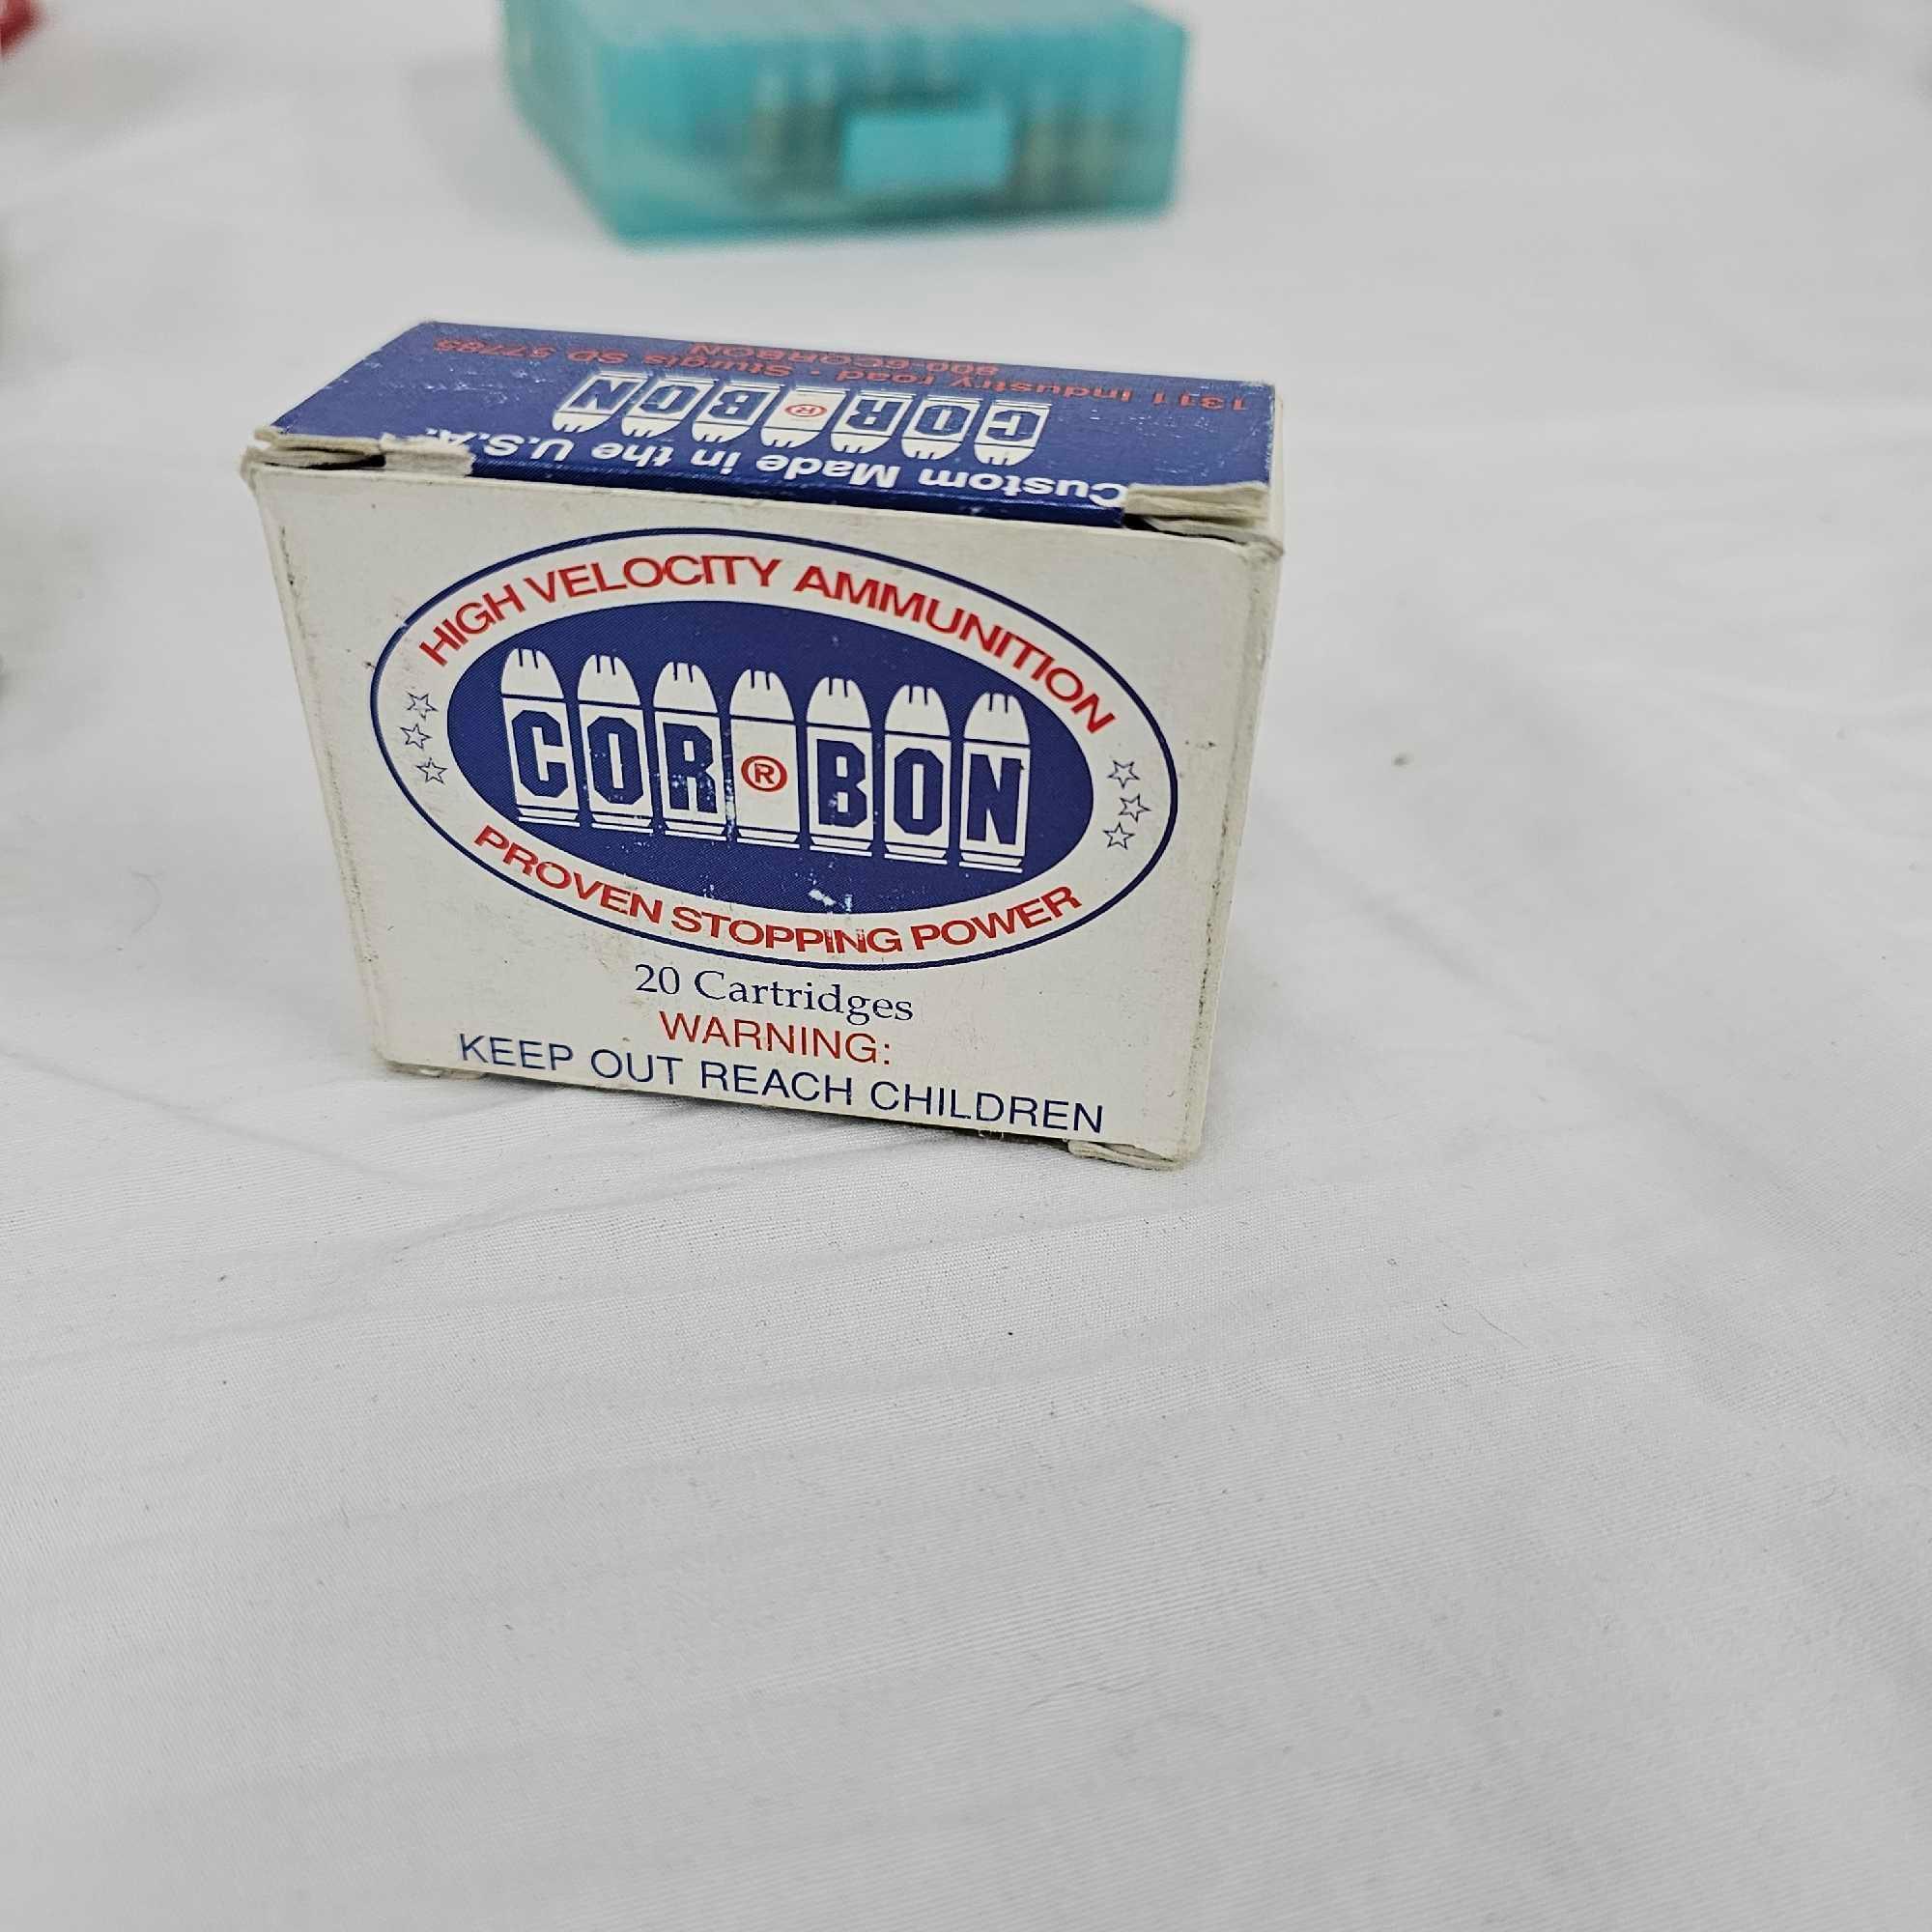 1311 Industry road • Sturgis SD 57785
800-6CORBON
COR®BON
Custom Made in the U.S.A.
HIGH VELOCITY AMMUNITION
COR®BON
PROVEN STOPPING POWER
20 Cartridges
WARNING:
KEEP OUT REACH CHILDREN